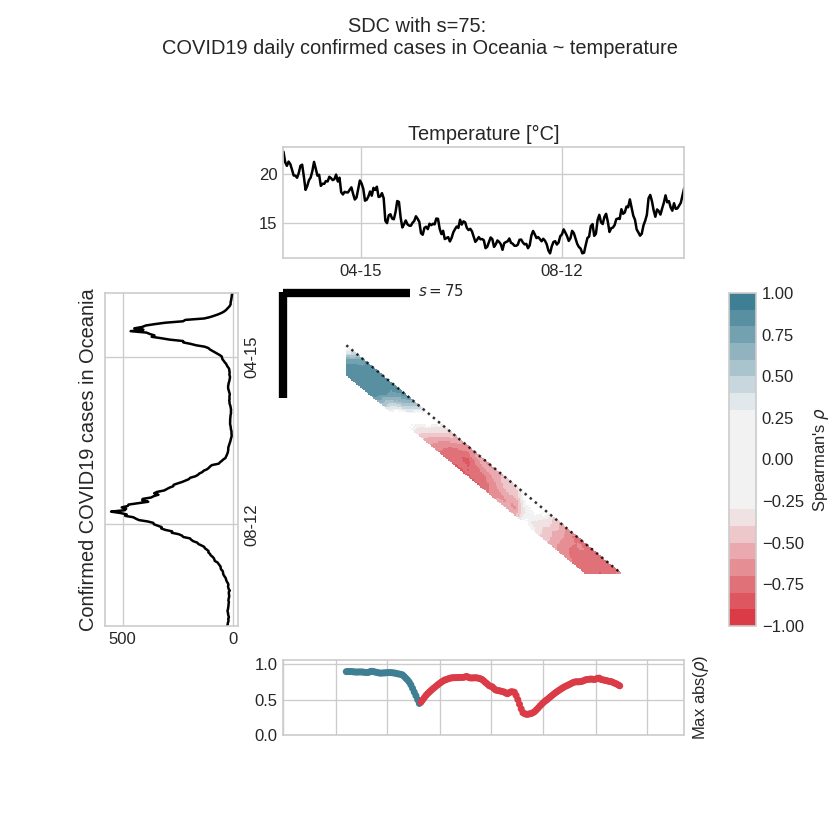 SDC with s=75:
COVID19 daily confirmed cases in Oceania ~ temperature
Temperature [°C]
20
15
04-15
08-12
s = 75
Confirmed COVID19 cases in Oceania
04-15
08-12
500
0
1.00
0.75
0.50
0.25
0.00
−0.25
−0.50
−0.75
−1.00
Spearman's ρ
1.0
0.5
0.0
Max abs(ρ)